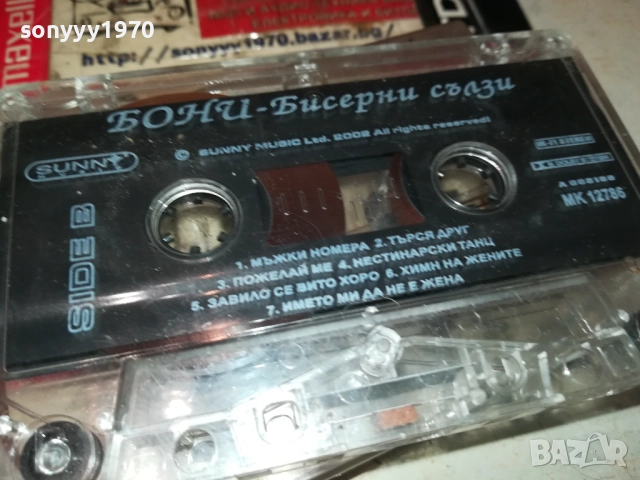 sonyyy1970
maxell
http://sonyyy1970.bazar.bg/
БОНИ - Бисерни сълзи
© SUNNY MUSIC Ltd. 2002 All rights reserved!
SUNNY
SIDE B
MK 12786
1. МЪЖКИ НОМЕРА 2. ТЪРСЯ ДРУГ
3. ПОЖЕЛАЙ МЕ 4. НЕСТИНАРСКИ ТАНЦ
5. ЗАВИЛО СЕ ВИТО ХОРО 6. ХИМН НА ЖЕНИТЕ
7. ИМЕТО МИ ДА НЕ Е ЖЕНА
BAZAR